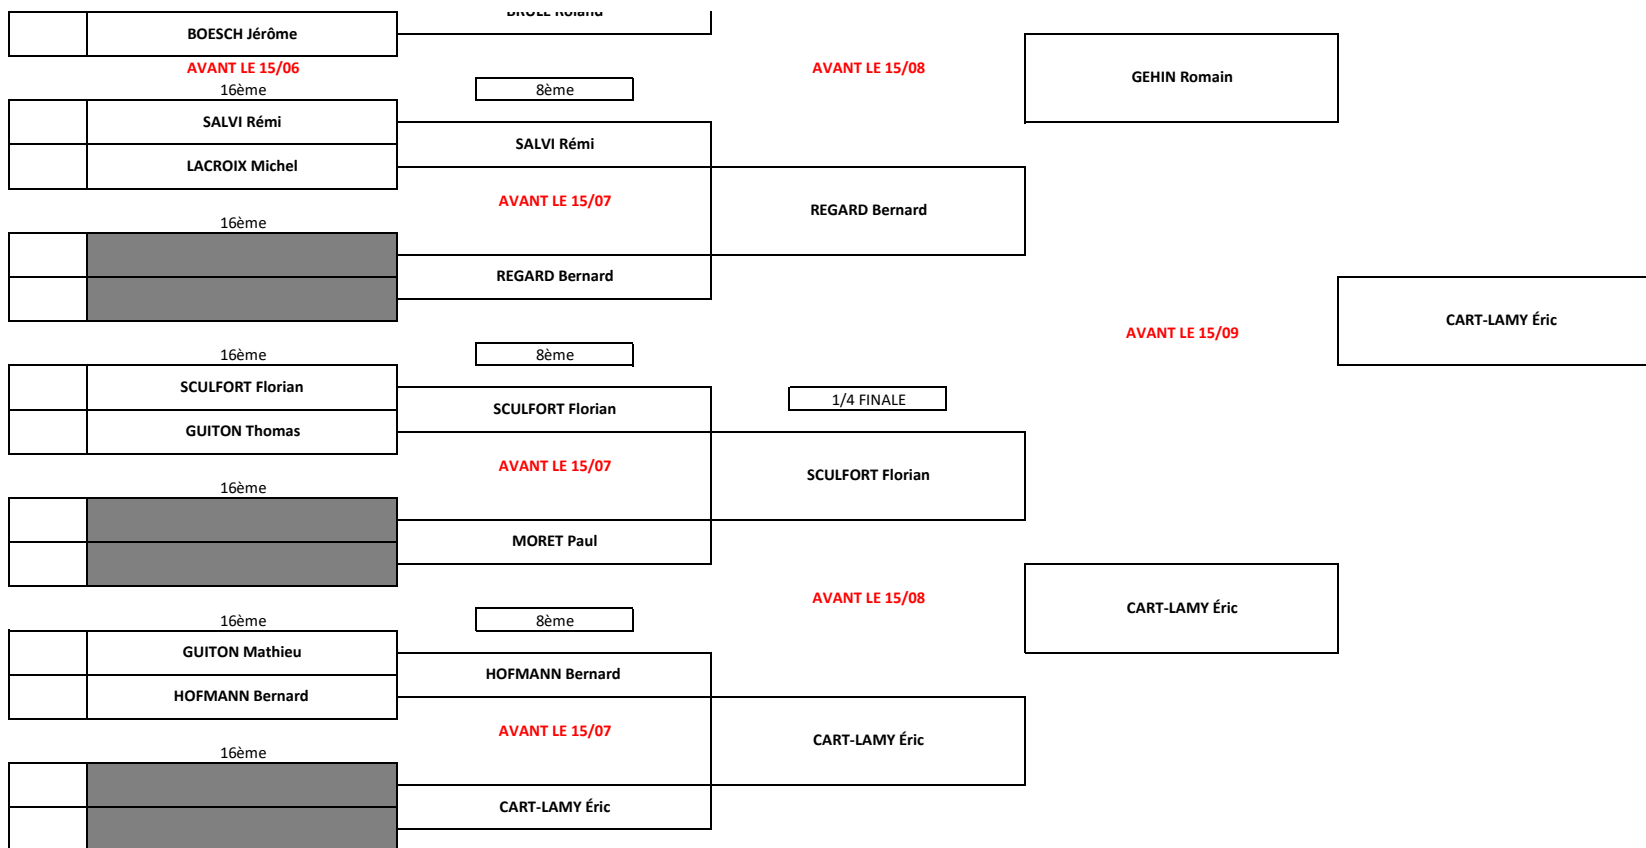 BOESCH Jérôme
AVANT LE 15/06
AVANT LE 15/08
GEHIN Romain
16ème
8ème
SALVI Rémi
SALVI Rémi
LACROIX Michel
AVANT LE 15/07
REGARD Bernard
16ème
REGARD Bernard
CART-LAMY Éric
AVANT LE 15/09
16ème
8ème
SCULFORT Florian
1/4 FINALE
SCULFORT Florian
GUITON Thomas
AVANT LE 15/07
SCULFORT Florian
16ème
MORET Paul
AVANT LE 15/08
CART-LAMY Éric
16ème
8ème
GUITON Mathieu
HOFMANN Bernard
HOFMANN Bernard
AVANT LE 15/07
CART-LAMY Éric
16ème
CART-LAMY Éric